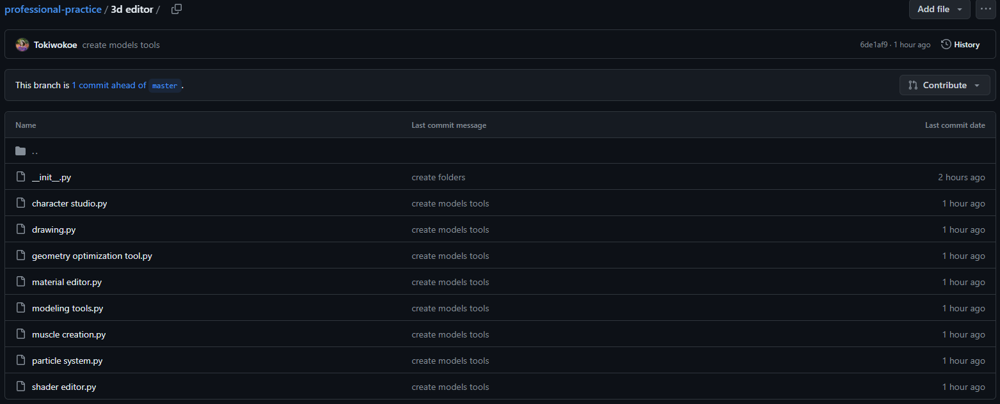 professional-practice / 3d editor /
Add file
Tokiwokoe create models tools
6de1af9 · 1 hour ago History
This branch is 1 commit ahead of master .
Contribute
Name Last commit message Last commit date
..
__init__.py create folders 2 hours ago
character studio.py create models tools 1 hour ago
drawing.py create models tools 1 hour ago
geometry optimization tool.py create models tools 1 hour ago
material editor.py create models tools 1 hour ago
modeling tools.py create models tools 1 hour ago
muscle creation.py create models tools 1 hour ago
particle system.py create models tools 1 hour ago
shader editor.py create models tools 1 hour ago